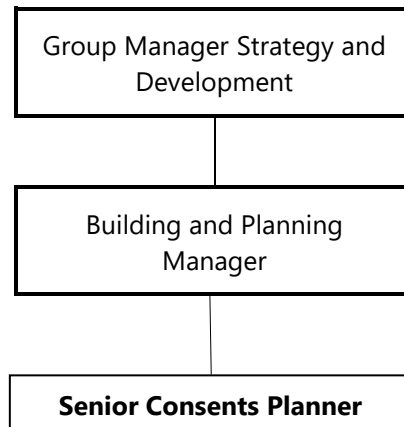 Group Manager Strategy and
Development
Building and Planning
Manager
Senior Consents Planner